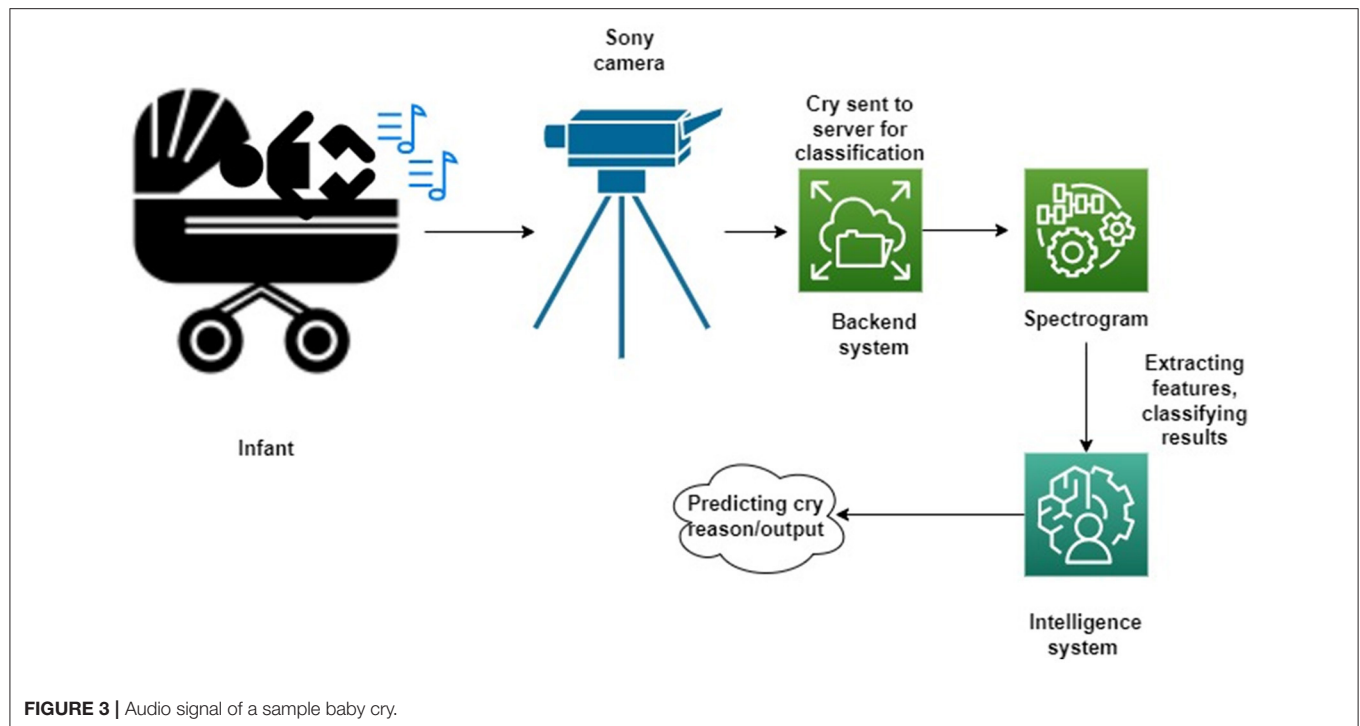 Sony
camera
Cry sent to
server for
classification
Infant
Backend
system
Spectrogram
Extracting
features,
classifying
results
Predicting cry
reason/output
Intelligence
system
FIGURE 3 | Audio signal of a sample baby cry.